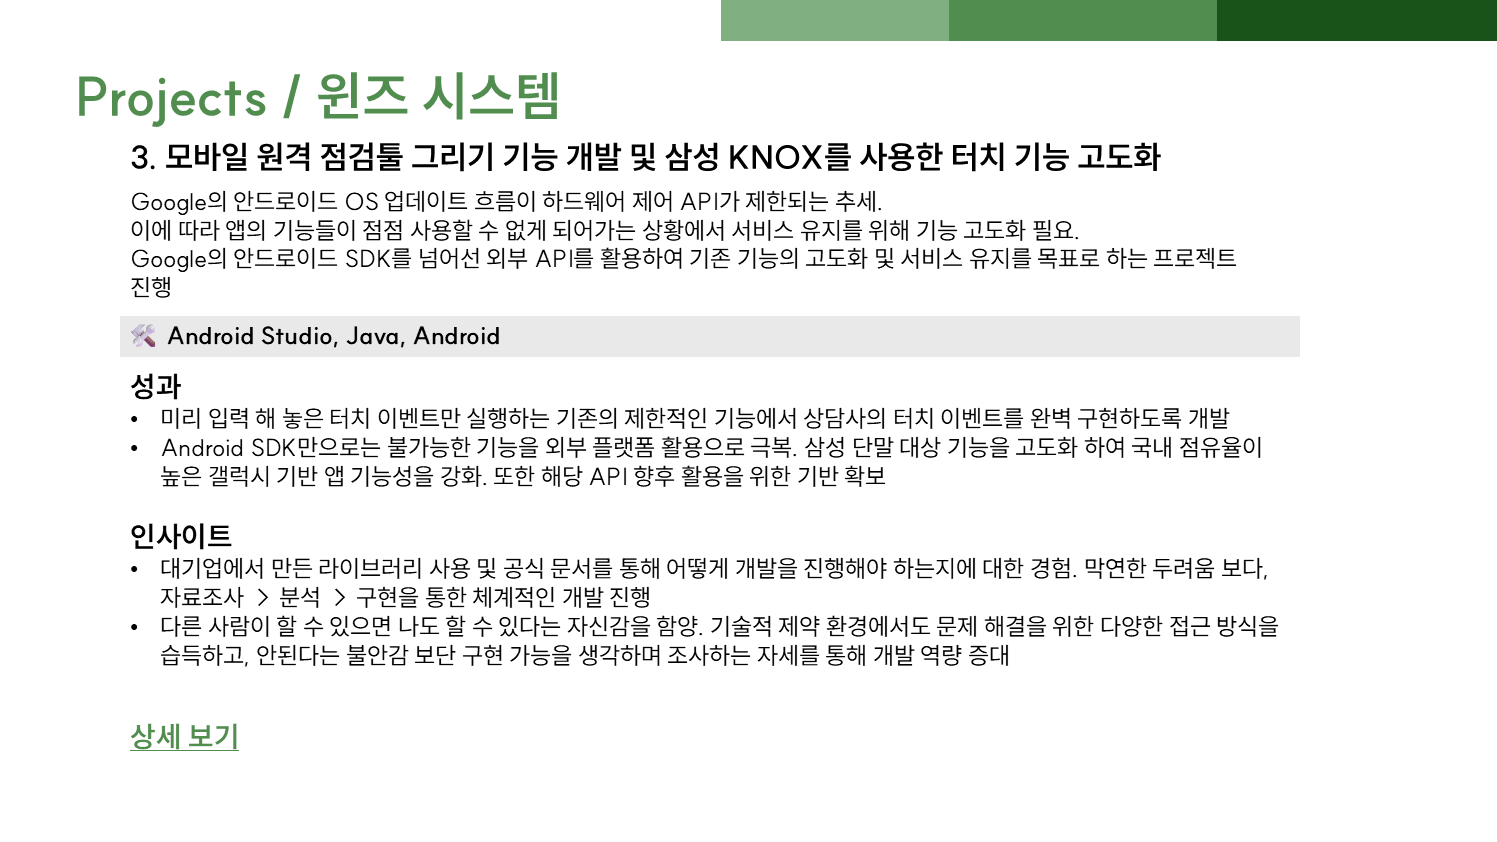 Projects / 윈즈 시스템
3. 모바일 원격 점검툴 그리기 기능 개발 및 삼성 KNOX를 사용한 터치 기능 고도화
Google의 안드로이드 OS 업데이트 흐름이 하드웨어 제어 API가 제한되는 추세.
이에 따라 앱의 기능들이 점점 사용할 수 없게 되어가는 상황에서 서비스 유지를 위해 기능 고도화 필요.
Google의 안드로이드 SDK를 넘어선 외부 API를 활용하여 기존 기능의 고도화 및 서비스 유지를 목표로 하는 프로젝트
진행
🛠 Android Studio, Java, Android
성과
• 미리 입력 해 놓은 터치 이벤트만 실행하는 기존의 제한적인 기능에서 상담사의 터치 이벤트를 완벽 구현하도록 개발
• Android SDK만으로는 불가능한 기능을 외부 플랫폼 활용으로 극복. 삼성 단말 대상 기능을 고도화 하여 국내 점유율이
높은 갤럭시 기반 앱 기능성을 강화. 또한 해당 API 향후 활용을 위한 기반 확보
인사이트
• 대기업에서 만든 라이브러리 사용 및 공식 문서를 통해 어떻게 개발을 진행해야 하는지에 대한 경험. 막연한 두려움 보다,
자료조사 > 분석 > 구현을 통한 체계적인 개발 진행
• 다른 사람이 할 수 있으면 나도 할 수 있다는 자신감을 함양. 기술적 제약 환경에서도 문제 해결을 위한 다양한 접근 방식을
습득하고, 안된다는 불안감 보단 구현 가능을 생각하며 조사하는 자세를 통해 개발 역량 증대
상세 보기